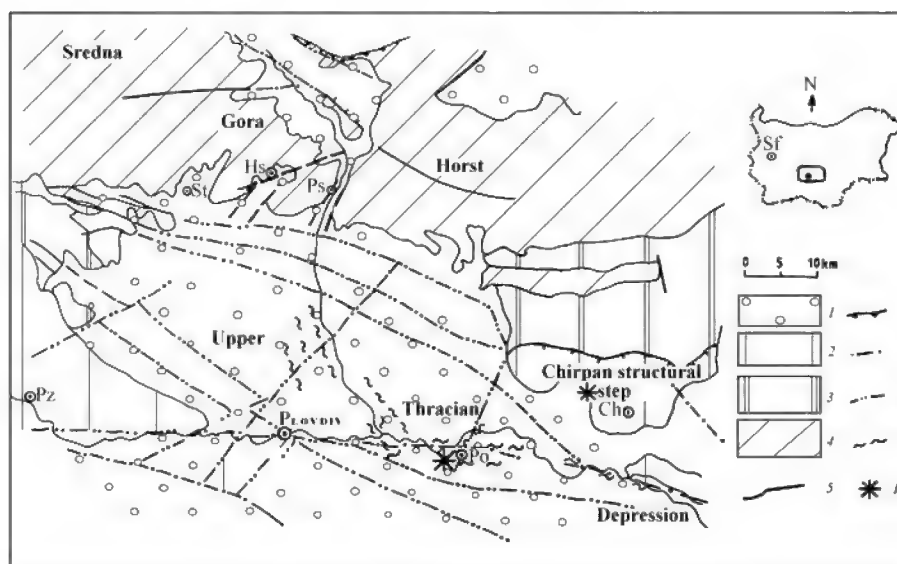 Sredna
Gora
Horst
N
Sf
Hs
St
Ps
0 5 10km
1
2
3
4
5
Upper
Thracian
Depression
Chirpan structural
step
Ch
Pz
PLOVDIV
Po